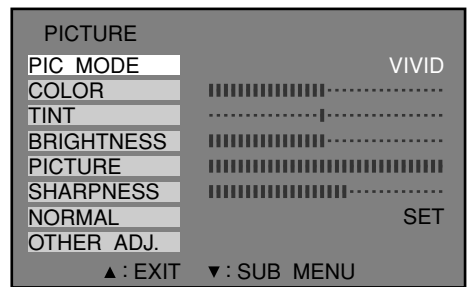 PICTURE
PIC MODE VIVID
COLOR
TINT
BRIGHTNESS
PICTURE
SHARPNESS
NORMAL SET
OTHER ADJ.
▲: EXIT ▼: SUB MENU